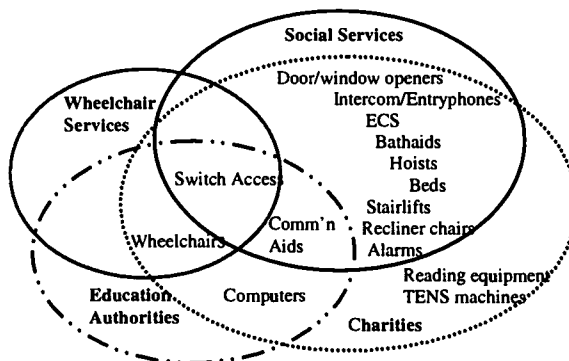 Social Services
Door/window openers
Wheelchair
Services
Intercom/Entryphones
ECS
Bathaids
Hoists
Switch Access
Beds
Stairlifts
Comm'n
Aids
Recliner chairs
Wheelchairs
Alarms
Reading equipment
Education
Authorities
Computers
TENS machines
Charities